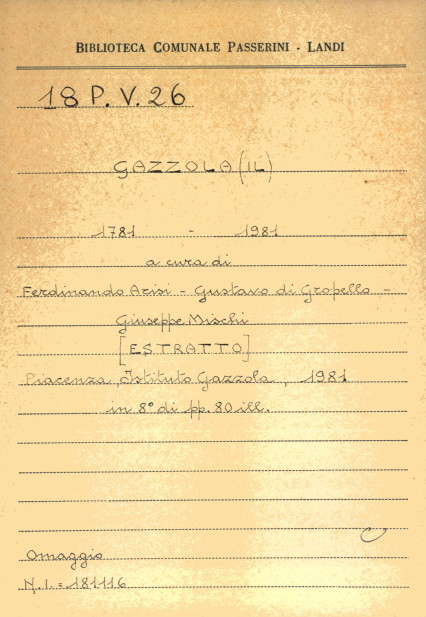 BIBLIOTECA COMUNALE PASSERINI - LANDI
18 P. V. 26
GAZZOLA (IL)
1781 - 1981
a cura di
Ferdinando Arisi - Gustavo di Gropello -
Giuseppe Mischi
[ESTRATTO]
Piacenza, Istituto Gazzola, 1981
in 8° di pp. 80 ill.
C
Omaggio
N.I. = 181116